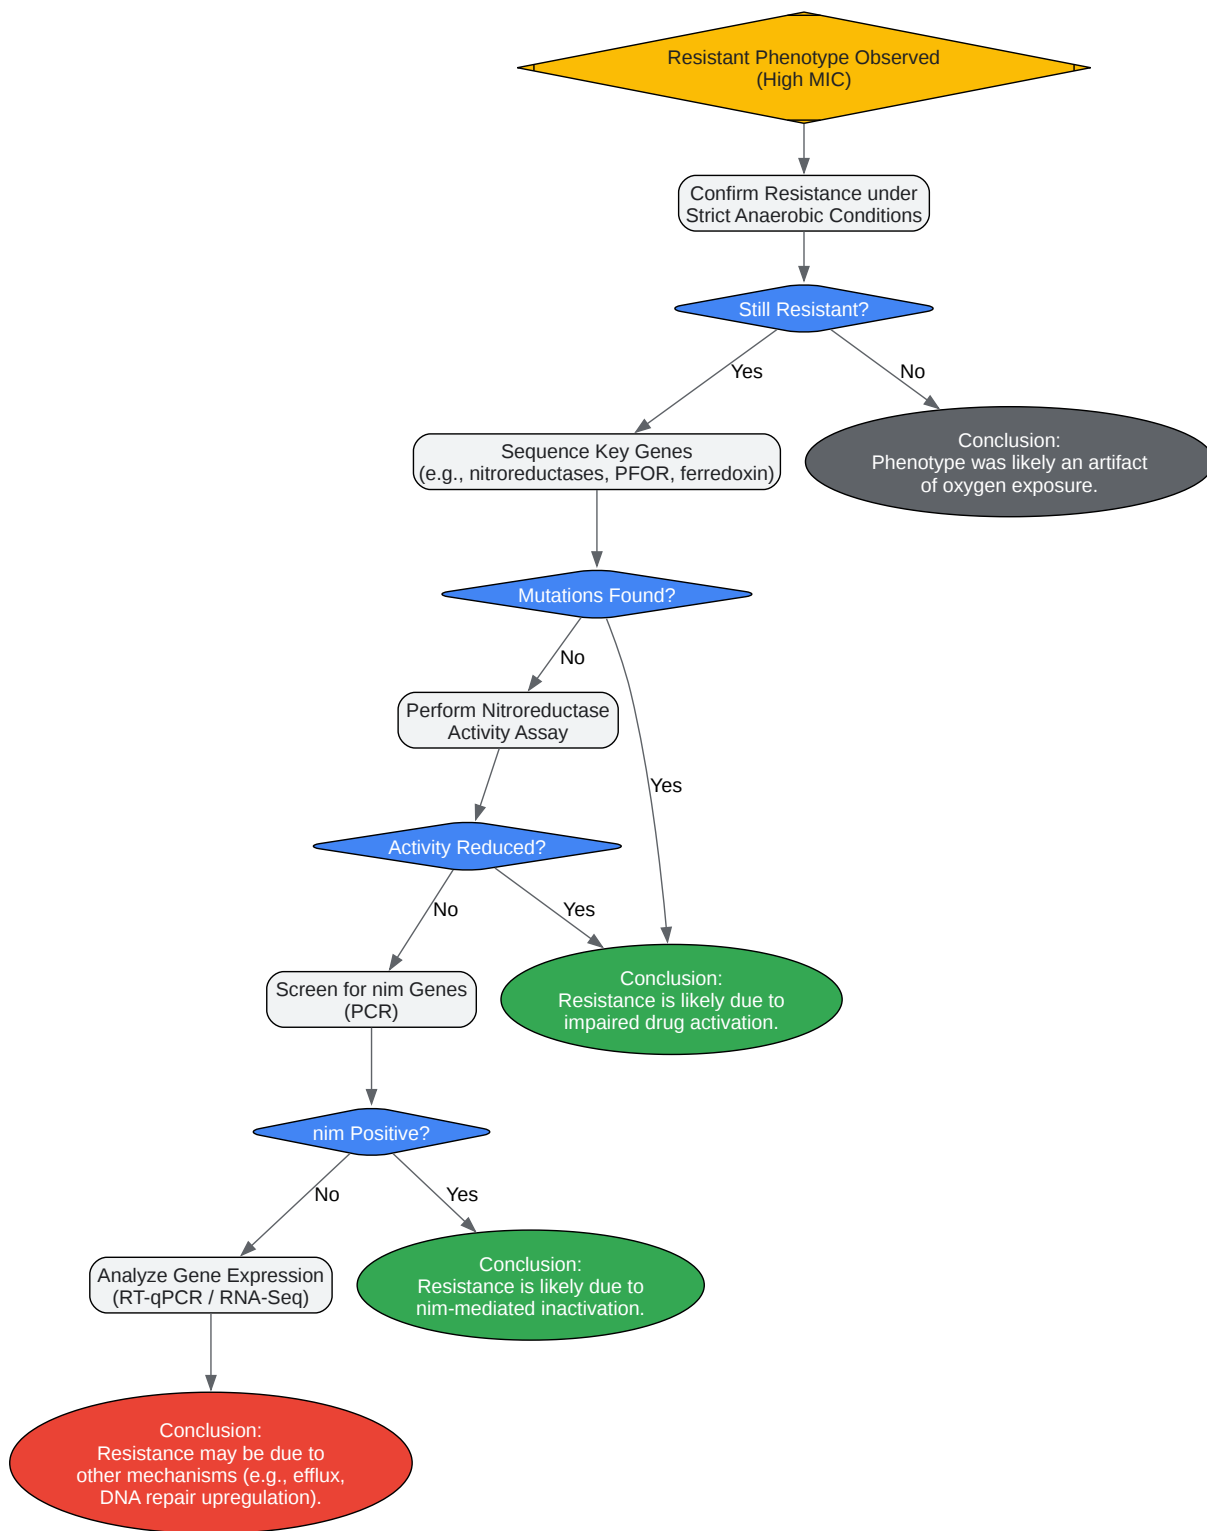 Resistant Phenotype Observed
(High MIC)
Confirm Resistance under
Strict Anaerobic Conditions
Still Resistant?
Yes
No
Sequence Key Genes
(e.g., nitroreductases, PFOR, ferredoxin)
Conclusion:
Phenotype was likely an artifact
of oxygen exposure.
Mutations Found?
No
Perform Nitroreductase
Activity Assay
Yes
Activity Reduced?
No
Yes
Screen for nim Genes
(PCR)
Conclusion:
Resistance is likely due to
impaired drug activation.
nim Positive?
No
Yes
Analyze Gene Expression
(RT-qPCR / RNA-Seq)
Conclusion:
Resistance is likely due to
nim-mediated inactivation.
Conclusion:
Resistance may be due to
other mechanisms (e.g., efflux,
DNA repair upregulation).